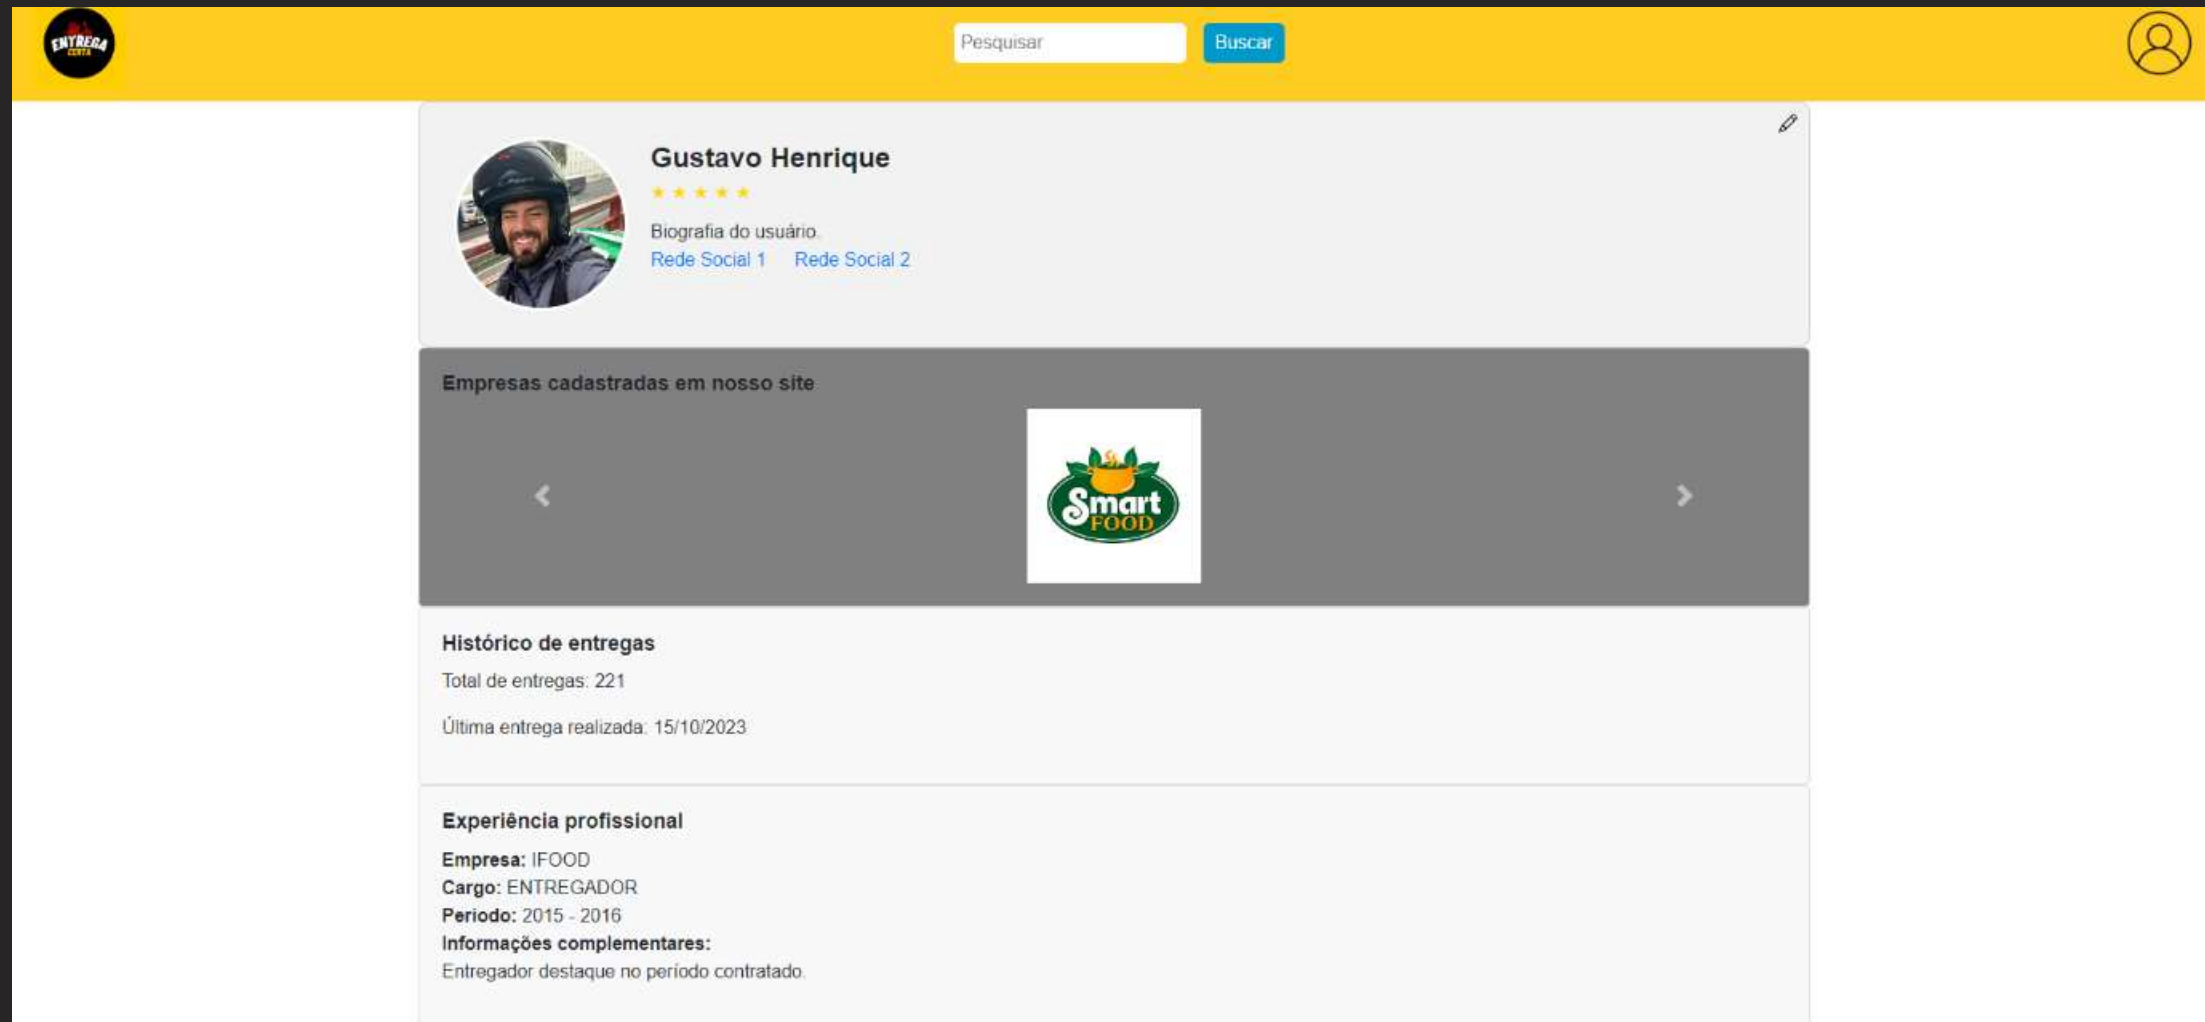 ENTREGA
CERTA
Pesquisar
Buscar
Gustavo Henrique
Biografia do usuário.
Rede Social 1 Rede Social 2
Empresas cadastradas em nosso site
Smart
FOOD
Histórico de entregas
Total de entregas: 221
Última entrega realizada: 15/10/2023
Experiência profissional
Empresa: IFOOD
Cargo: ENTREGADOR
Periodo: 2015 - 2016
Informações complementares:
Entregador destaque no período contratado.